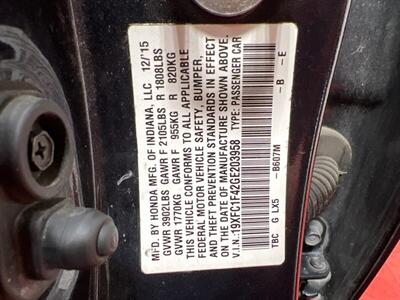 MFD. BY HONDA MFG. OF INDIANA, LLC 12/'15
GVWR 3902LBS GAWR F 2105LBS R 1808LBS
GVWR 1770KG GAWR F 955KG R 820KG
THIS VEHICLE CONFORMS TO ALL APPLICABLE
FEDERAL MOTOR VEHICLE SAFETY, BUMPER,
AND THEFT PREVENTION STANDARDS IN EFFECT
ON THE DATE OF MANUFACTURE SHOWN ABOVE.
V.I.N.: 19XFC1F42GE203958 TYPE: PASSENGER CAR
-B607M -B -E
TBC G LX5